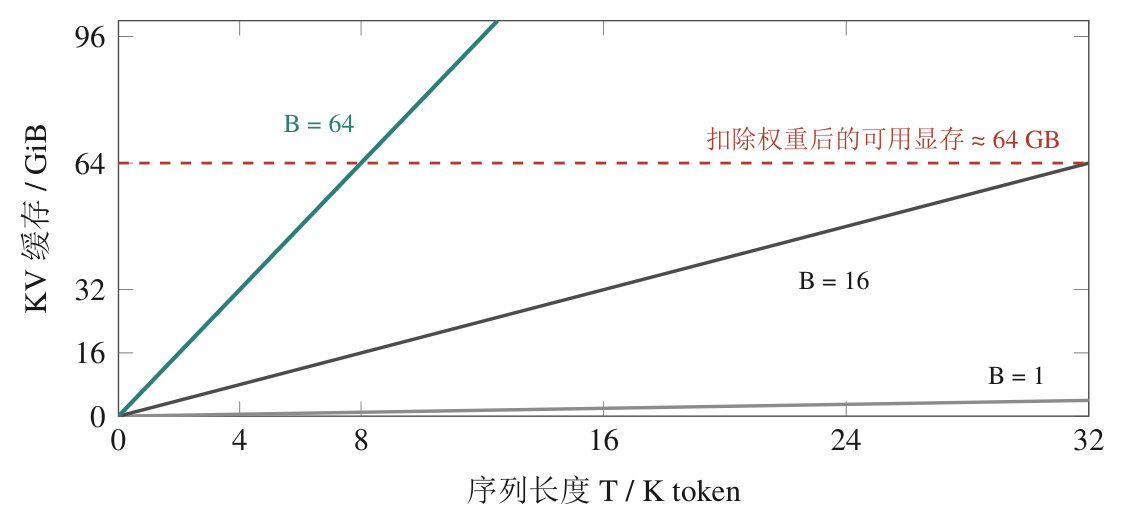 96
B = 64
扣除权重后的可用显存 ≈ 64 GB
64
KV 缓存 / GiB
32
B = 16
16
B = 1
0
0 4 8 16 24 32
序列长度 T / K token